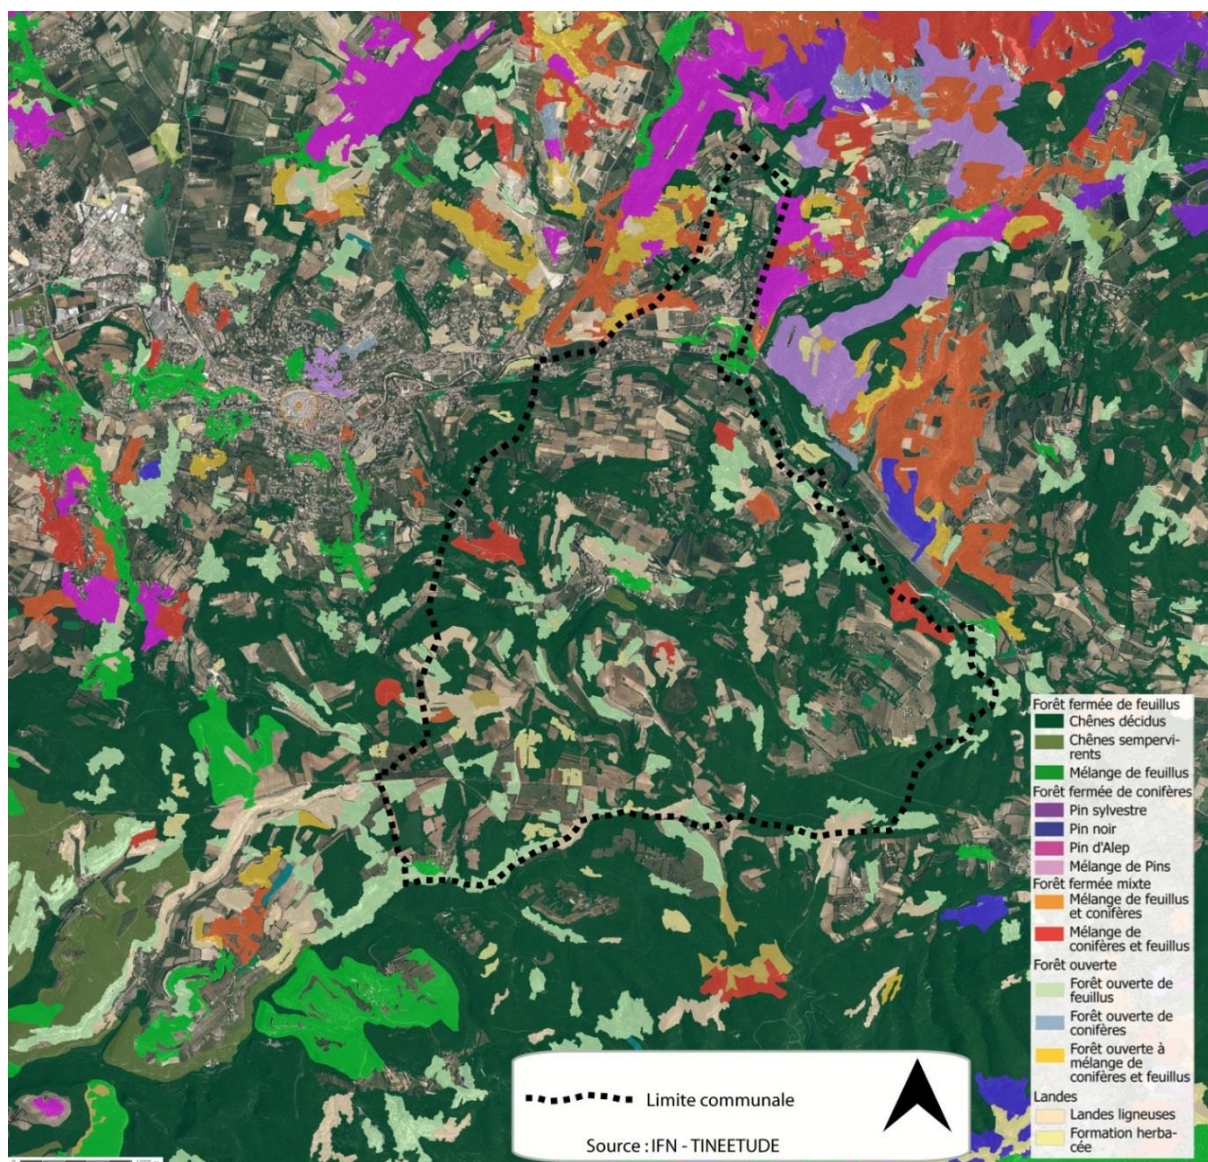 Forêt fermée de feuillus
Chênes décidus
Chênes sempervi-
rents
Mélange de feuillus
Forêt fermée de conifères
Pin sylvestre
Pin noir
Pin d'Alep
Mélange de Pins
Forêt fermée mixte
Mélange de feuillus
et conifères
Mélange de
conifères et feuillus
Forêt ouverte
Forêt ouverte de
feuillus
Forêt ouverte de
conifères
Forêt ouverte à
mélange de
conifères et feuillus
Landes
Landes ligneuses
Formation herba-
cée
Limite communale
Source : IFN - TINEETUDE